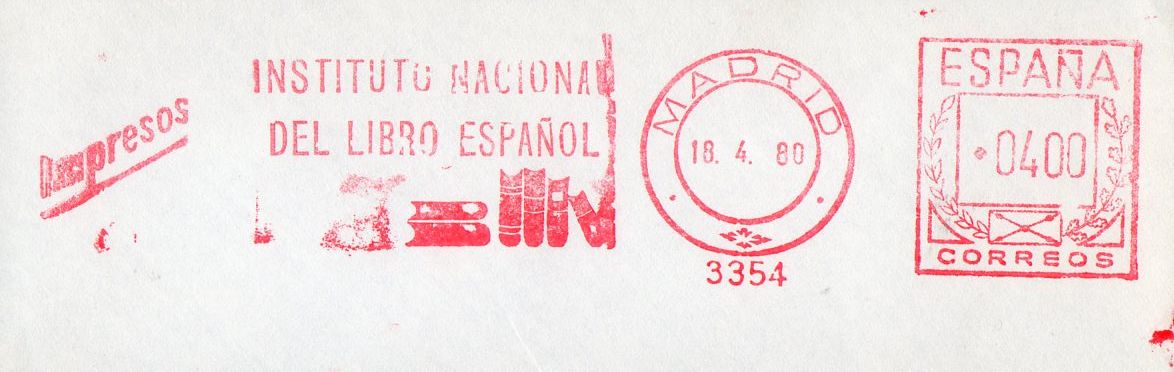 Impresos
INSTITUTO NACIONAL
DEL LIBRO ESPAÑOL
MADRID
18. 4. 80
3354
ESPAÑA
0400
CORREOS